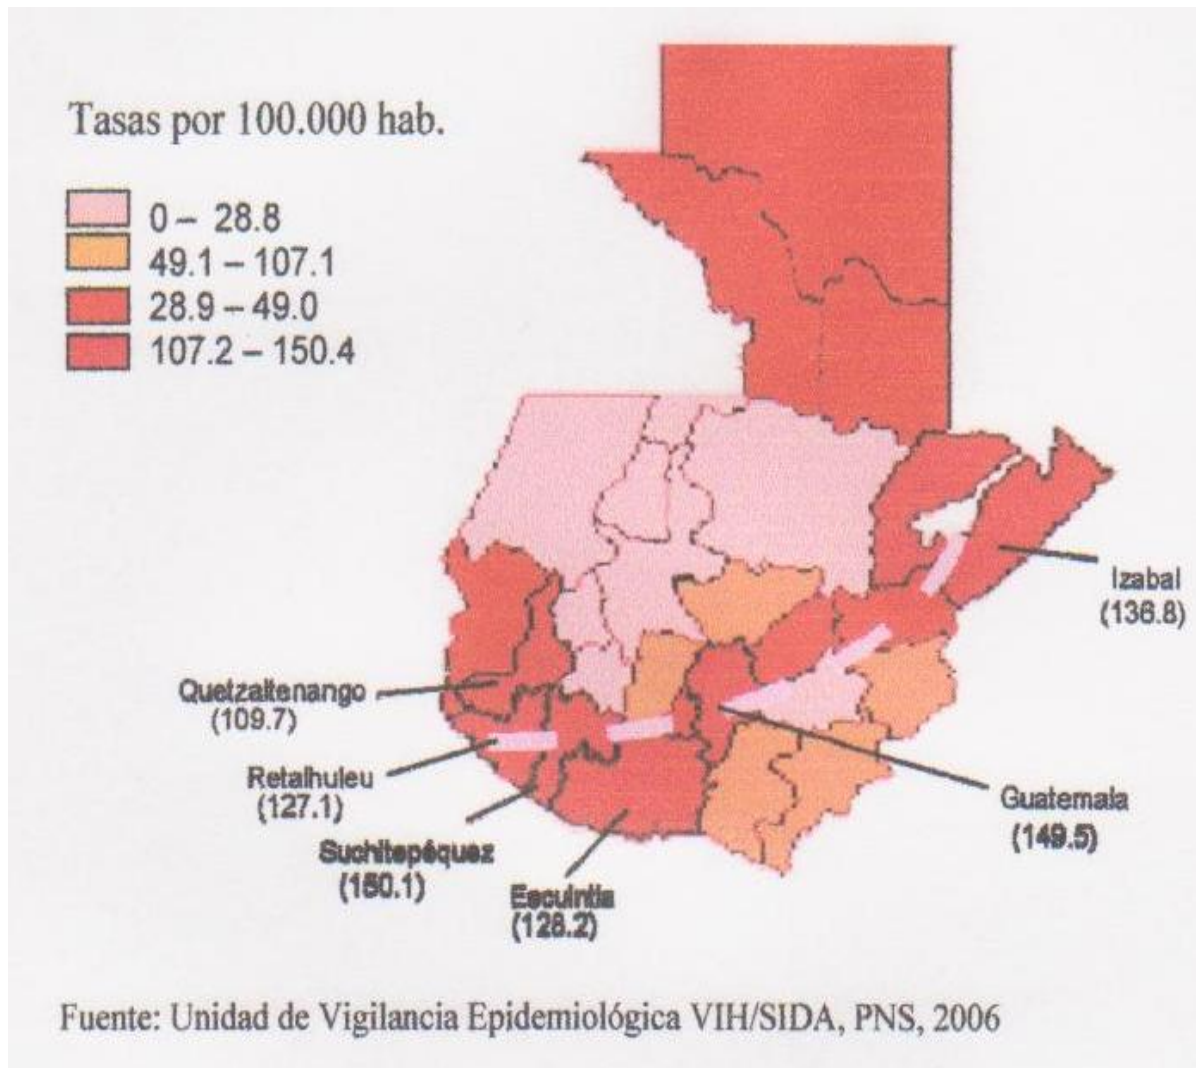 Tasas por 100.000 hab.
0 – 28.8
49.1 – 107.1
28.9 – 49.0
107.2 – 150.4
Izabal
(136.8)
Quetzaltenango
(109.7)
Retalhuleu
(127.1)
Guatemala
(149.5)
Suchitepéquez
(150.1)
Escuintla
(128.2)
Fuente: Unidad de Vigilancia Epidemiológica VIH/SIDA, PNS, 2006